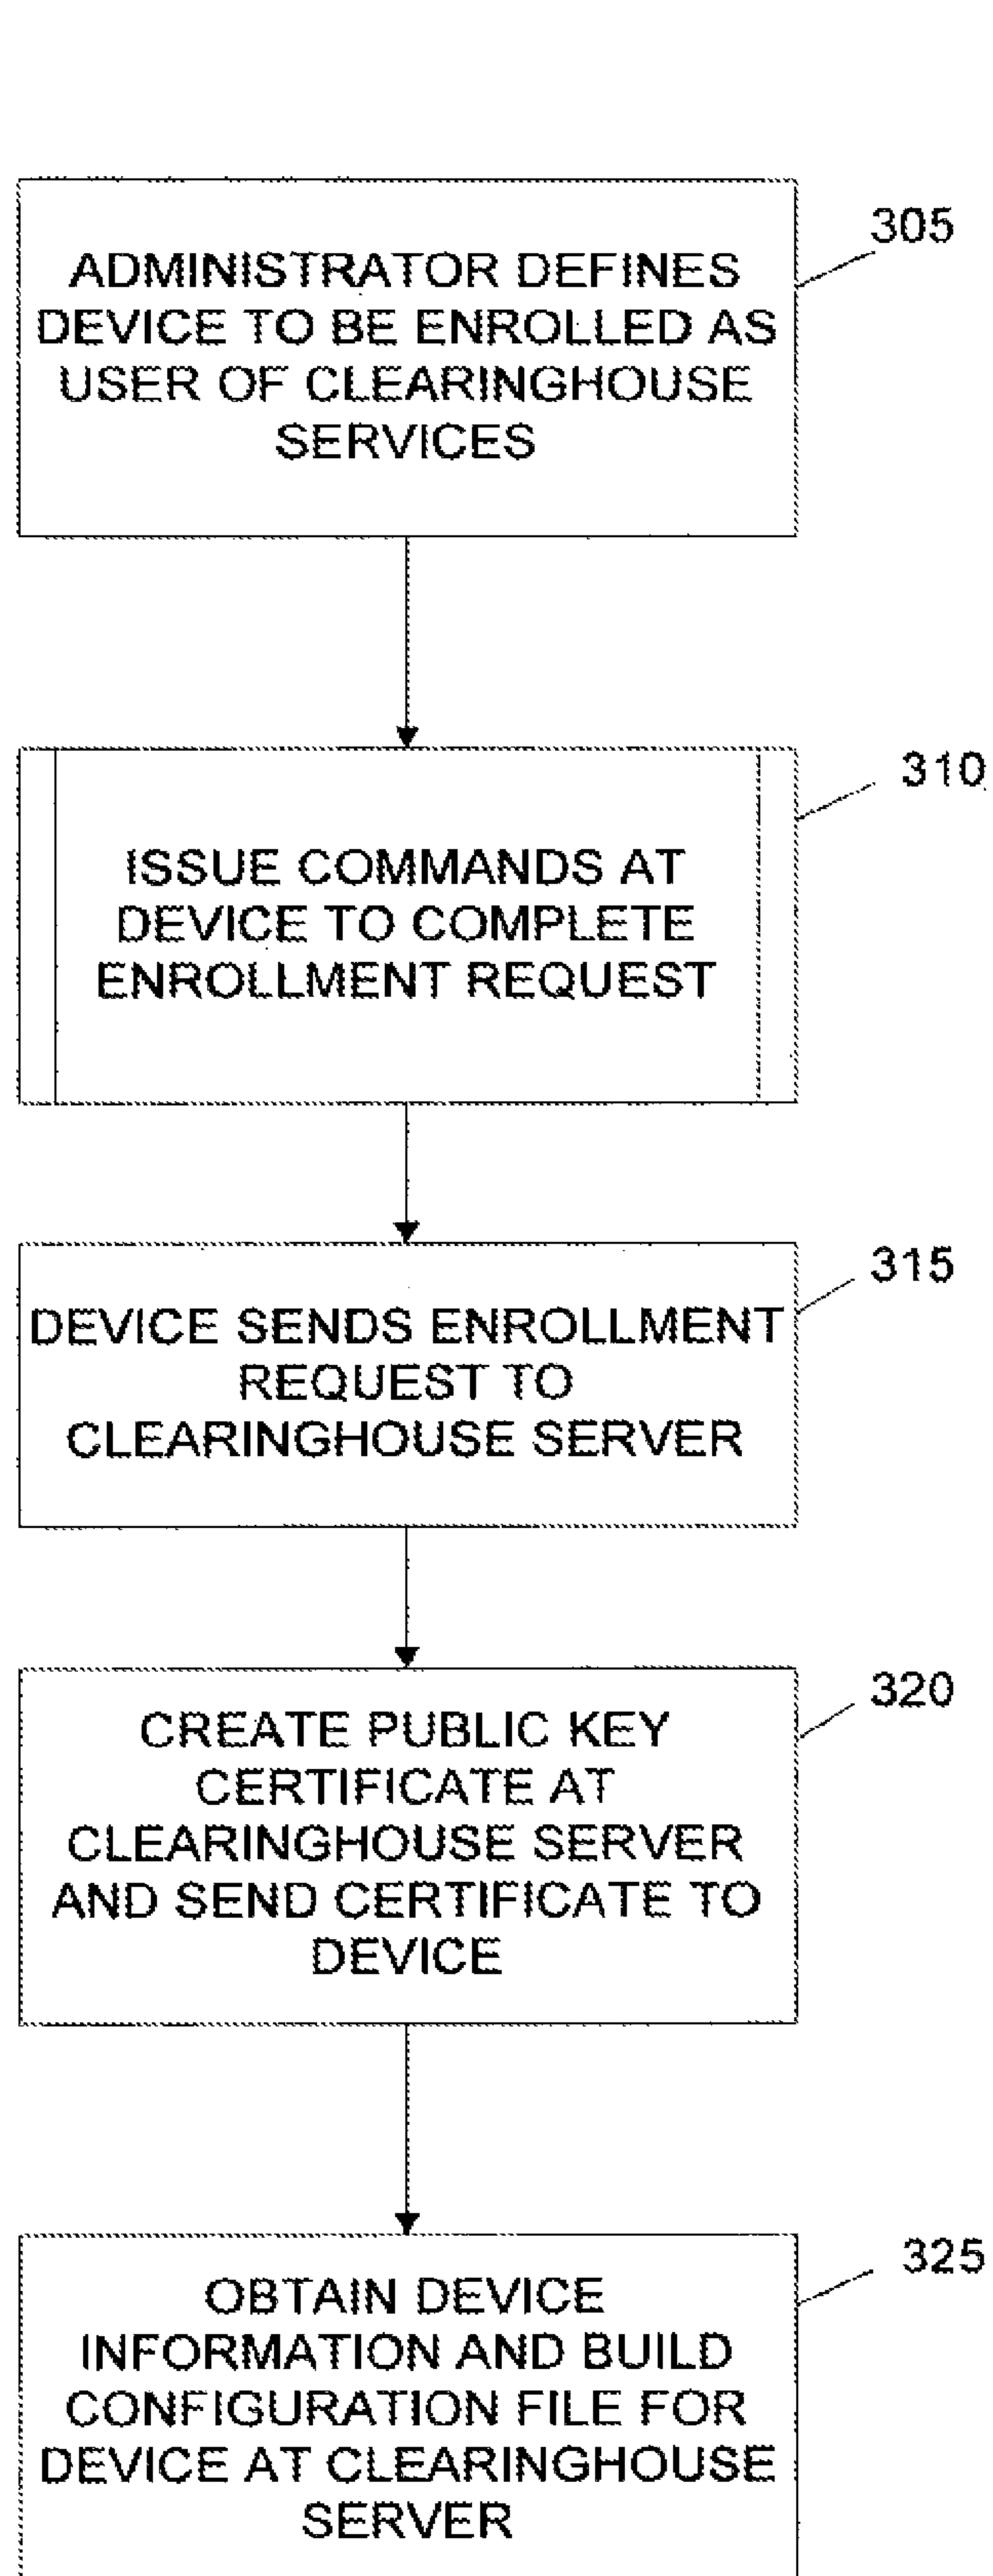 305
ADMINISTRATOR DEFINES
DEVICE TO BE ENROLLED AS
USER OF CLEARINGHOUSE
SERVICES
310
ISSUE COMMANDS AT
DEVICE TO COMPLETE
ENROLLMENT REQUEST
315
DEVICE SENDS ENROLLMENT
REQUEST TO
CLEARINGHOUSE SERVER
320
CREATE PUBLIC KEY
CERTIFICATE AT
CLEARINGHOUSE SERVER
AND SEND CERTIFICATE TO
DEVICE
325
OBTAIN DEVICE
INFORMATION AND BUILD
CONFIGURATION FILE FOR
DEVICE AT CLEARINGHOUSE
SERVER